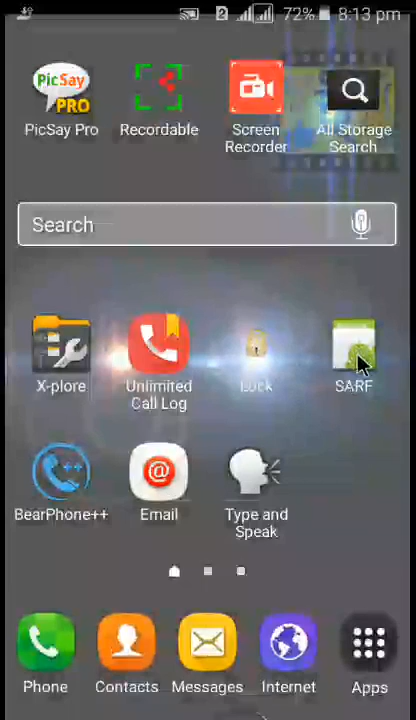 2 72% 8:13 pm
PicSay
PRO
PicSay Pro
Recordable
Screen
Recorder
All Storage
Search
Search
X-plore
Unlimited
Call Log
Lock
SARF
++
@
BearPhone++
Email
Type and
Speak
Phone
Contacts
Messages
Internet
Apps